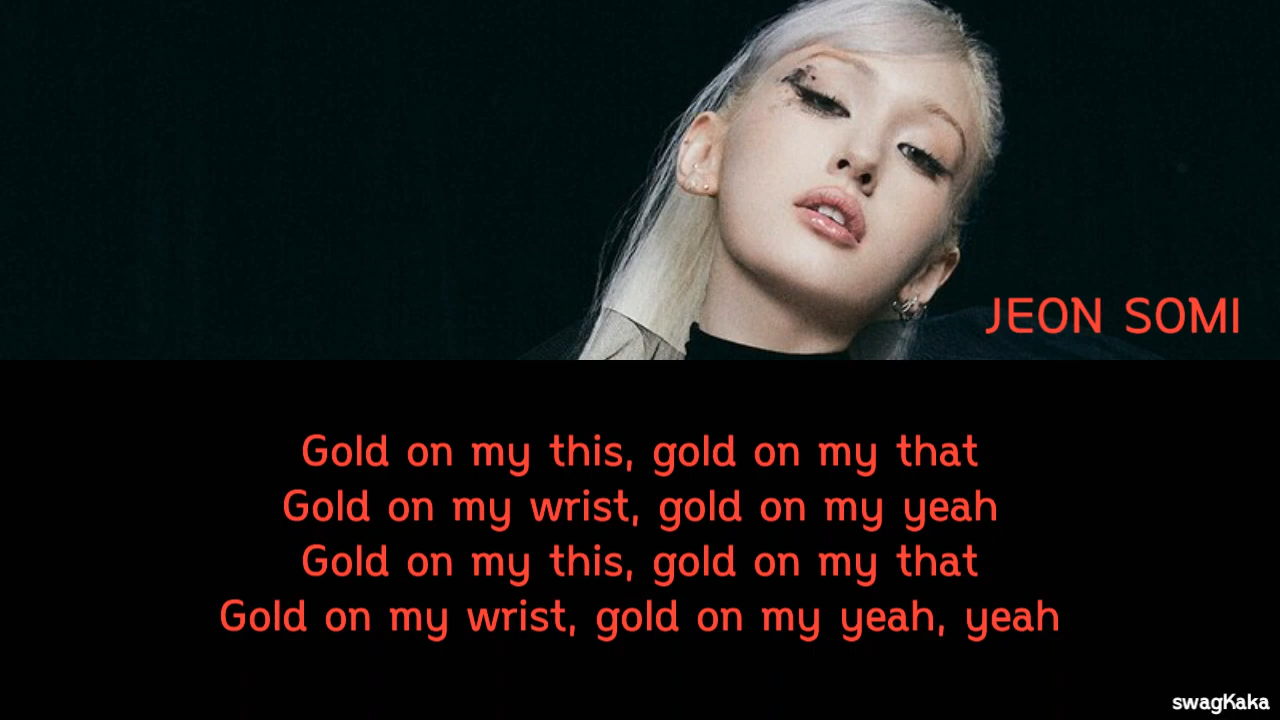 JEON SOMI
Gold on my this, gold on my that
Gold on my wrist, gold on my yeah
Gold on my this, gold on my that
Gold on my wrist, gold on my yeah, yeah
swagKaka